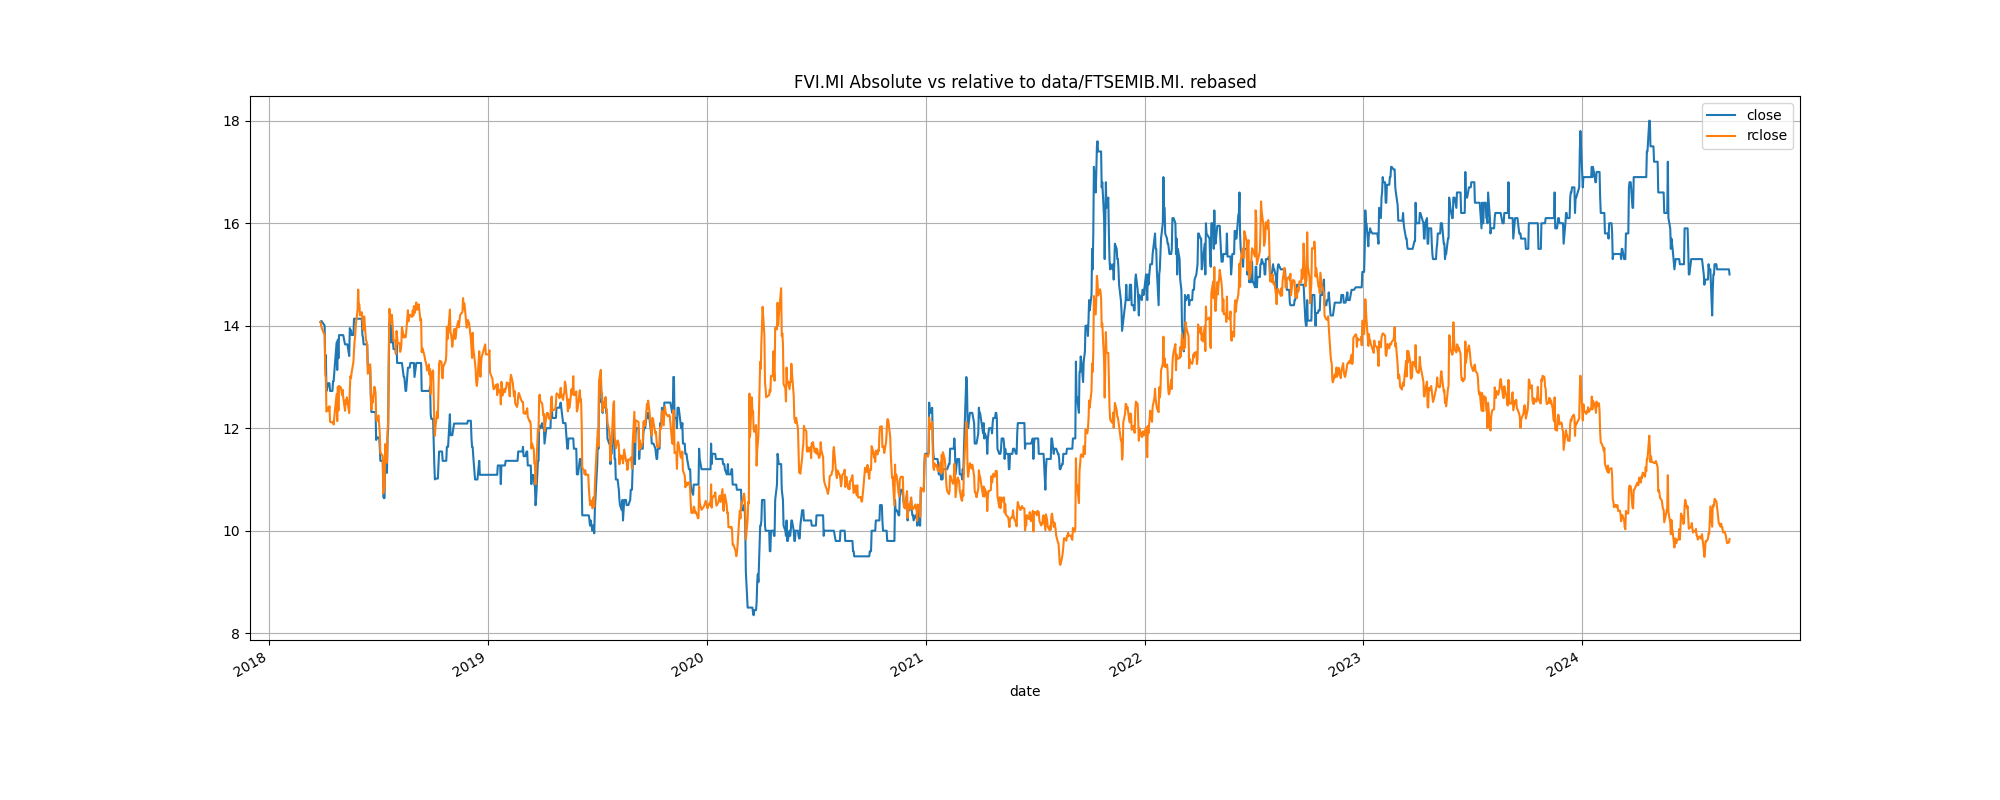 FVI.MI Absolute vs relative to data/FTSEMIB.MI. rebased
close
rclose
18
16
14
12
10
8
2018 2019 2020 2021 2022 2023 2024
date